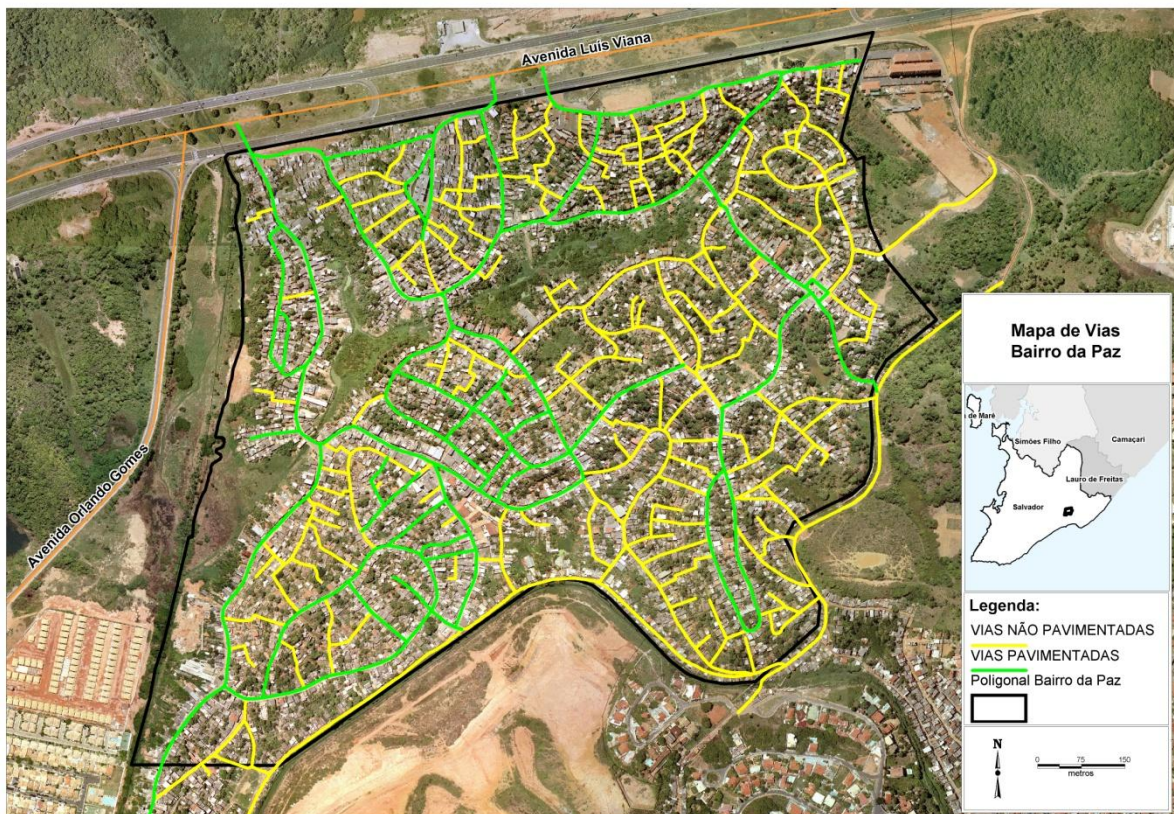 Avenida Luis Viana
Avenida Orlando Gomes
Mapa de Vias
Bairro da Paz
de Maré
Simões Filho
Camaçari
Lauro de Freitas
Salvador
Legenda:
VIAS NÃO PAVIMENTADAS
VIAS PAVIMENTADAS
Poligonal Bairro da Paz
N
0 75 150
metros